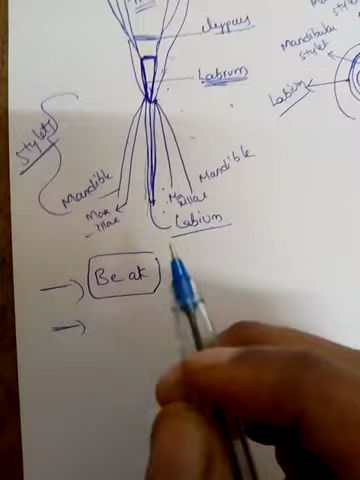 clypeus
Labrum
Stylets
Mandible
Max
illae
Mandible
Max
illae
Labium
Beak
Mandibular
stylet
Labium